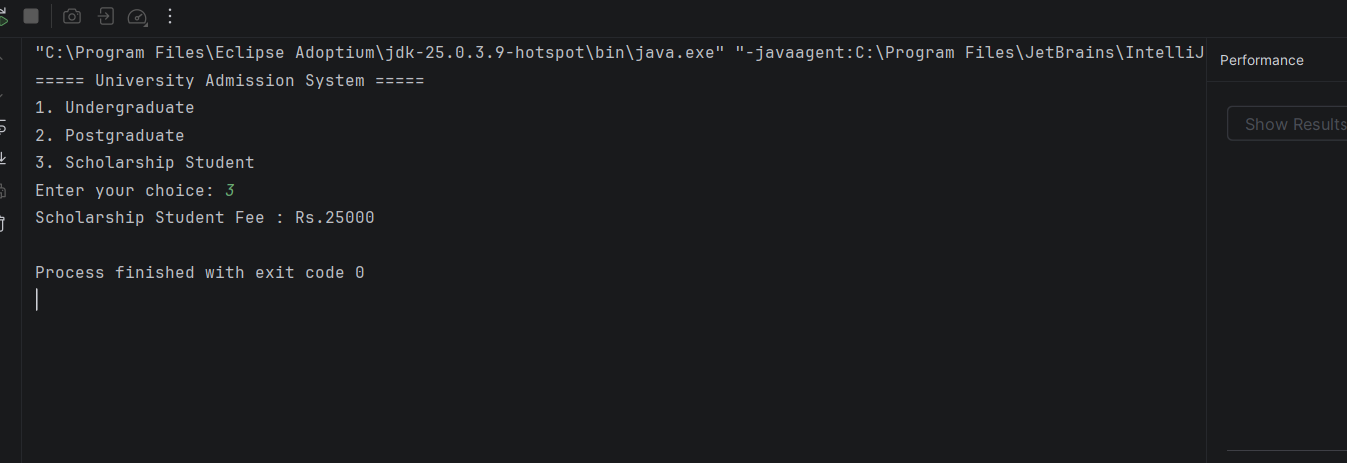 "C:\Program Files\Eclipse Adoptium\jdk-25.0.3.9-hotspot\bin\java.exe" "-javaagent:C:\Program Files\JetBrains\IntelliJ
Performance
===== University Admission System =====
1. Undergraduate
2. Postgraduate
Show Results
3. Scholarship Student
Enter your choice: 3
Scholarship Student Fee : Rs.25000
Process finished with exit code 0